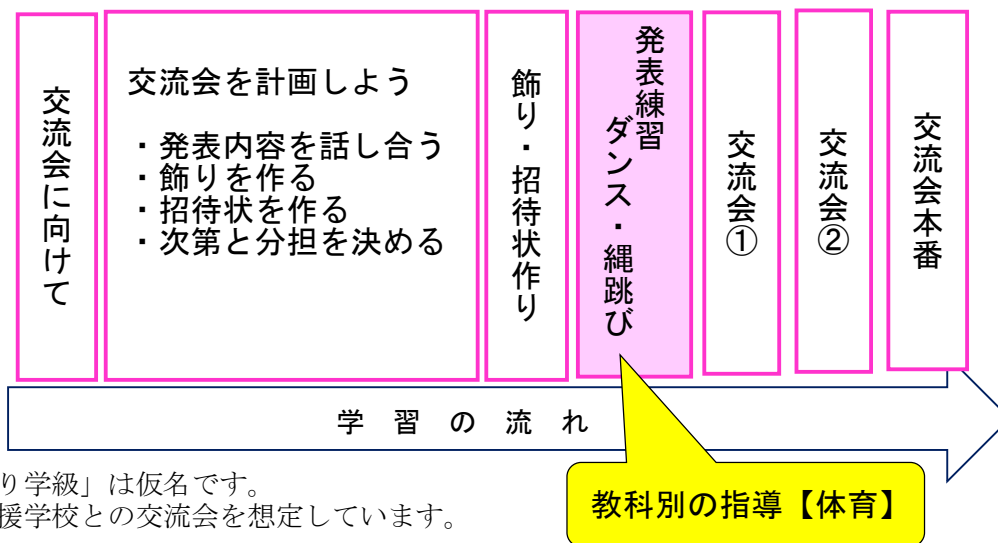 交流会に向けて
交流会を計画しよう
・発表内容を話し合う
・飾りを作る
・招待状を作る
・次第と分担を決める
飾り・招待状作り
発表練習
ダンス・縄跳び
交流会①
交流会②
交流会本番
学習の流れ
教科別の指導【体育】
り学級」は仮名です。
援学校との交流会を想定しています。